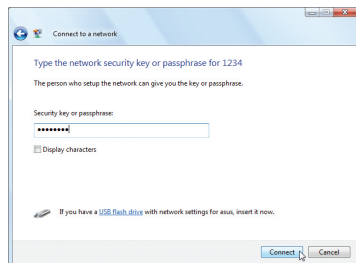 Connect to a network
Type the network security key or passphrase for 1234
The person who setup the network can give you the key or passphrase.
Security key or passphrase:
••••••••
Display characters
If you have a USB flash drive with network settings for asus, insert it now.
Connect Cancel